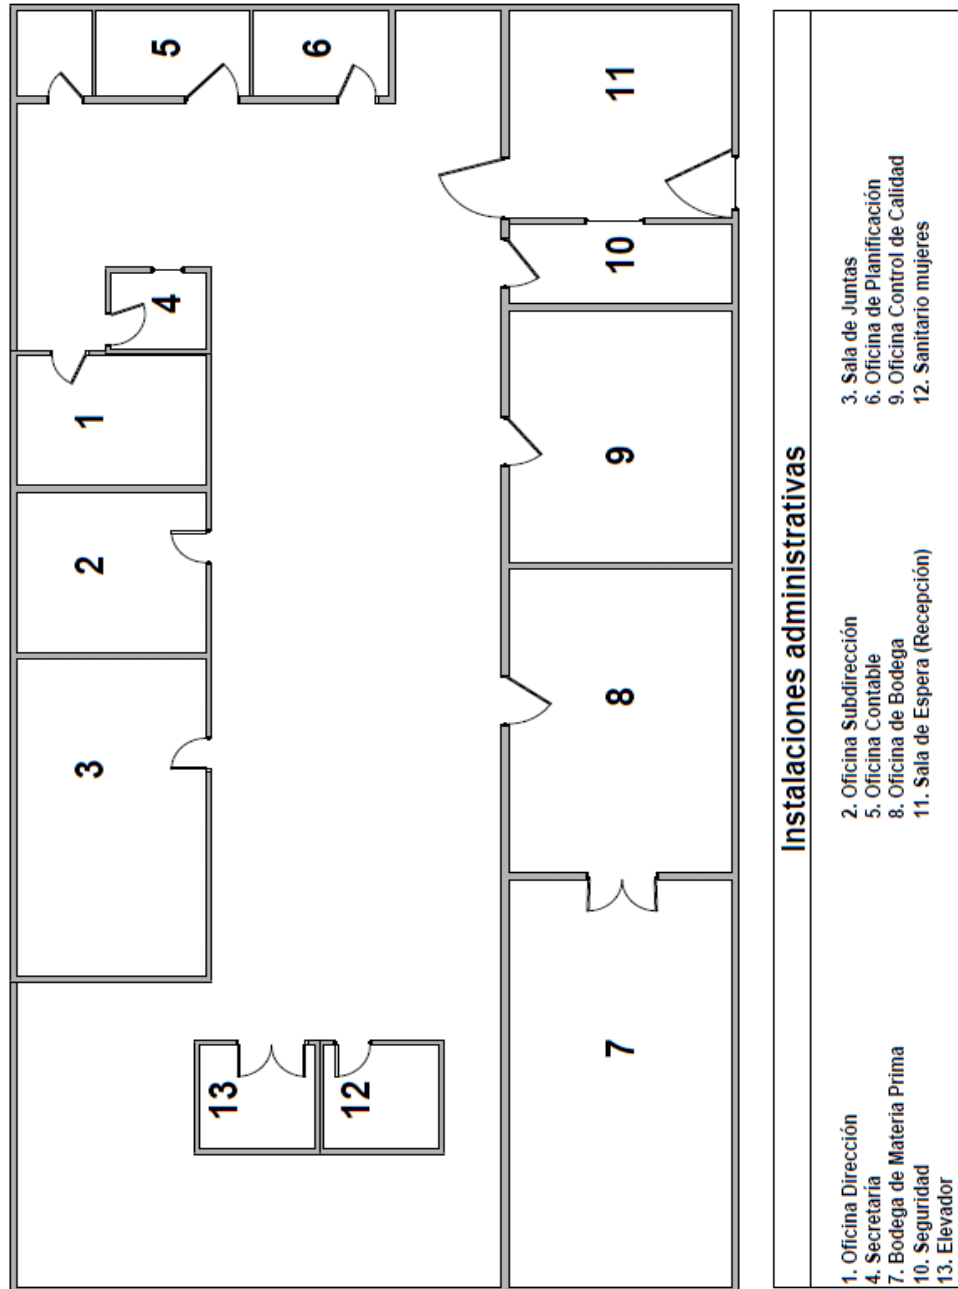 5
6
11
4
10
1
2
9
3
8
13
12
7
Instalaciones administrativas
1. Oficina Dirección
2. Oficina Subdirección
3. Sala de Juntas
4. Secretaría
5. Oficina Contable
6. Oficina de Planificación
7. Bodega de Materia Prima
8. Oficina de Bodega
9. Oficina Control de Calidad
10. Seguridad
11. Sala de Espera (Recepción)
12. Sanitario mujeres
13. Elevador